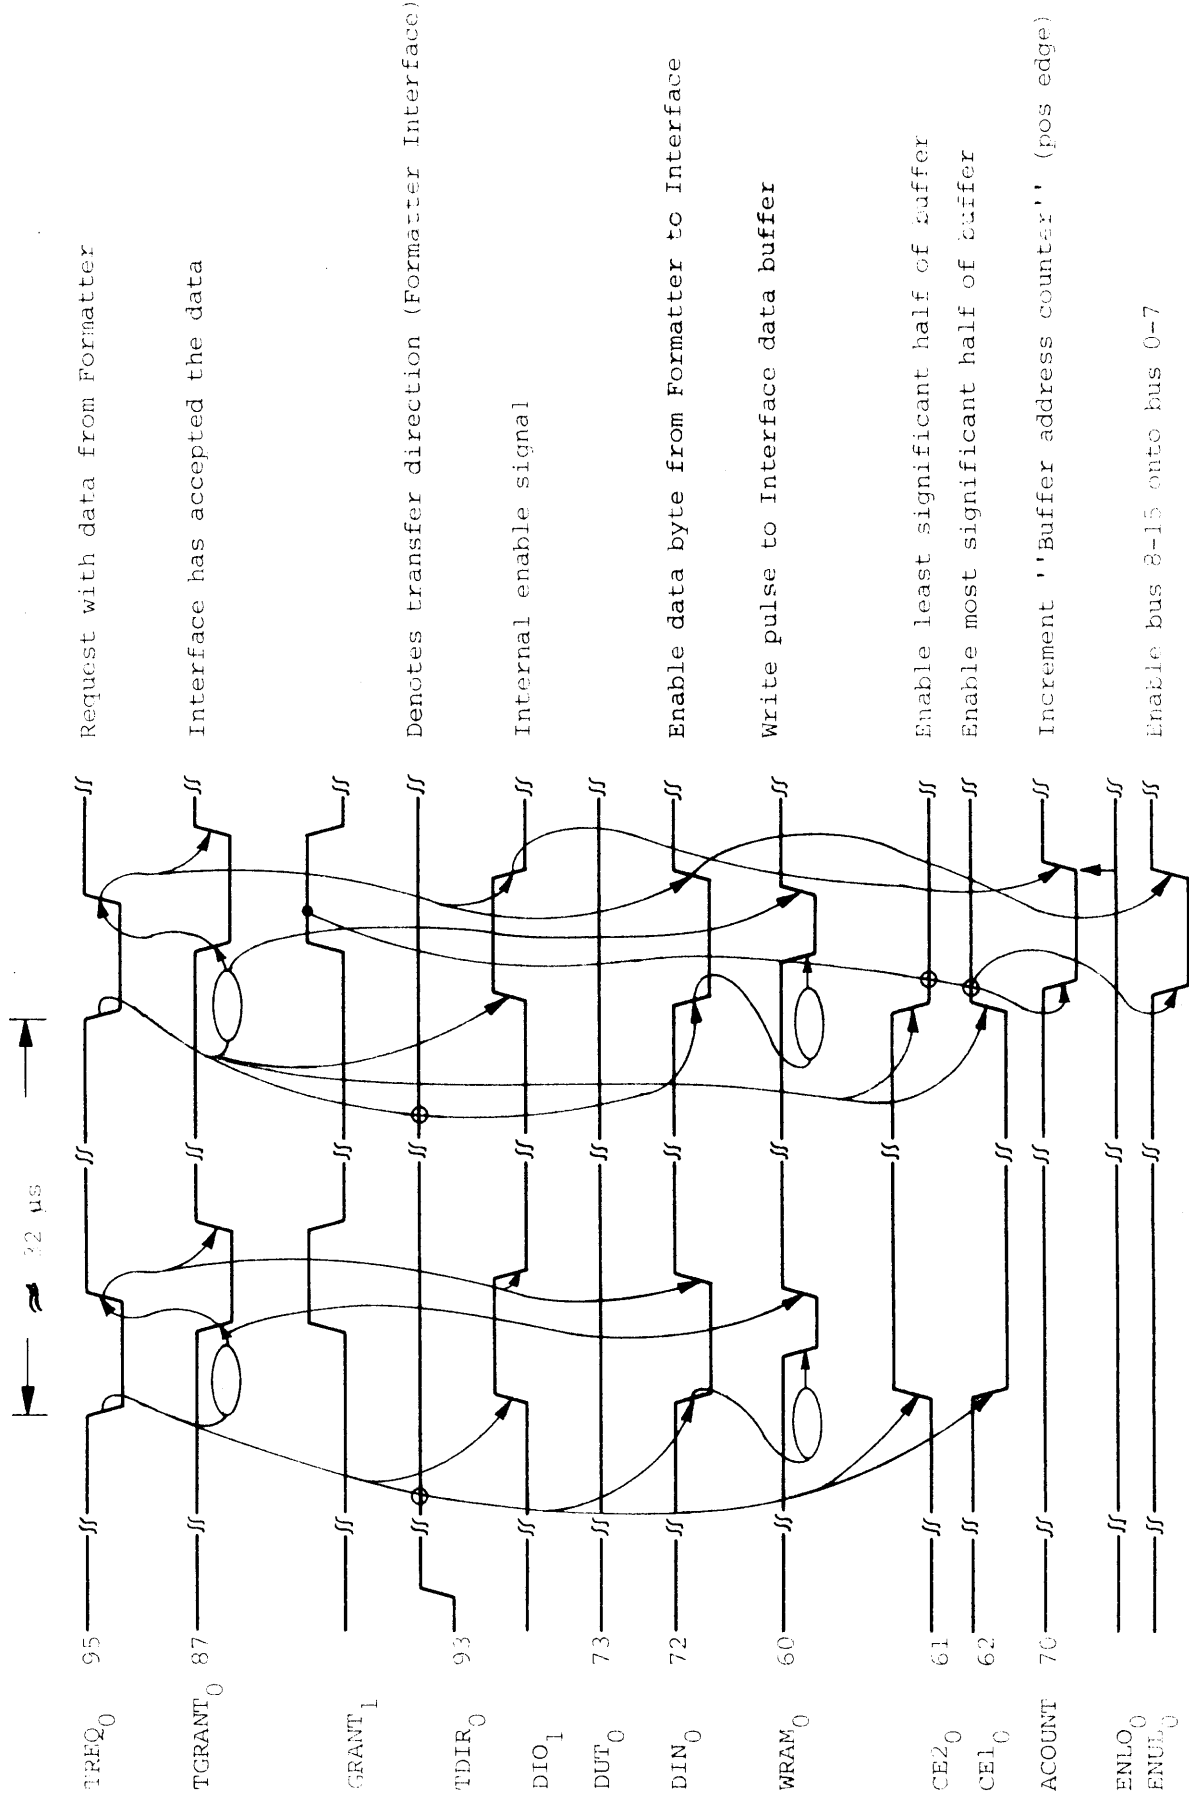 ≈ 22 µs
TREQ0 95 Request with data from Formatter
TGRANT0 87 Interface has accepted the data
GRANT1
TDIR0 93 Denotes transfer direction (Formatter Interface)
DIO1 Internal enable signal
DUT0 73
DIN0 72 Enable data byte from Formatter to Interface
WRAM0 60 Write pulse to Interface data buffer
CE20 61 Enable least significant half of buffer
CE10 62 Enable most significant half of buffer
ACOUNT 70 Increment ''Buffer address counter'' (pos edge)
ENLO0
ENUL0 Enable bus 8-15 onto bus 0-7